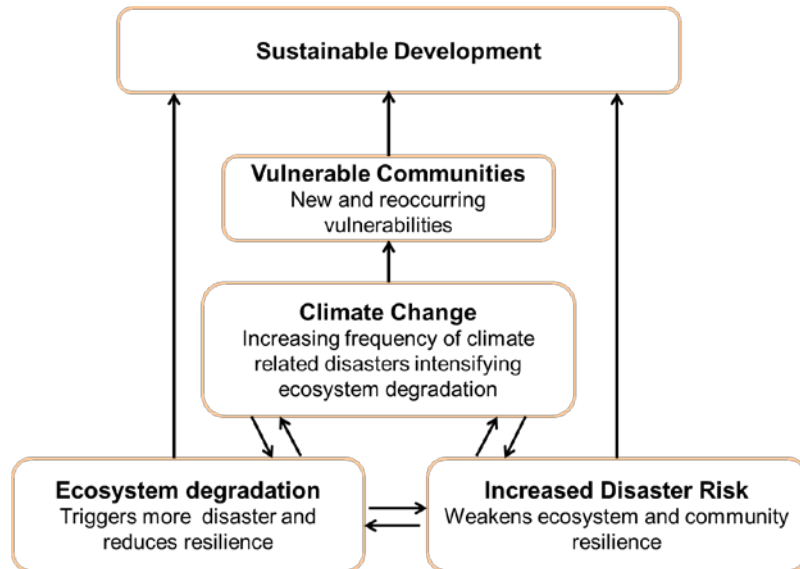 Sustainable Development
Vulnerable Communities
New and reoccurring
vulnerabilities
Climate Change
Increasing frequency of climate
related disasters intensifying
ecosystem degradation
Ecosystem degradation
Triggers more disaster and
reduces resilience
Increased Disaster Risk
Weakens ecosystem and community
resilience